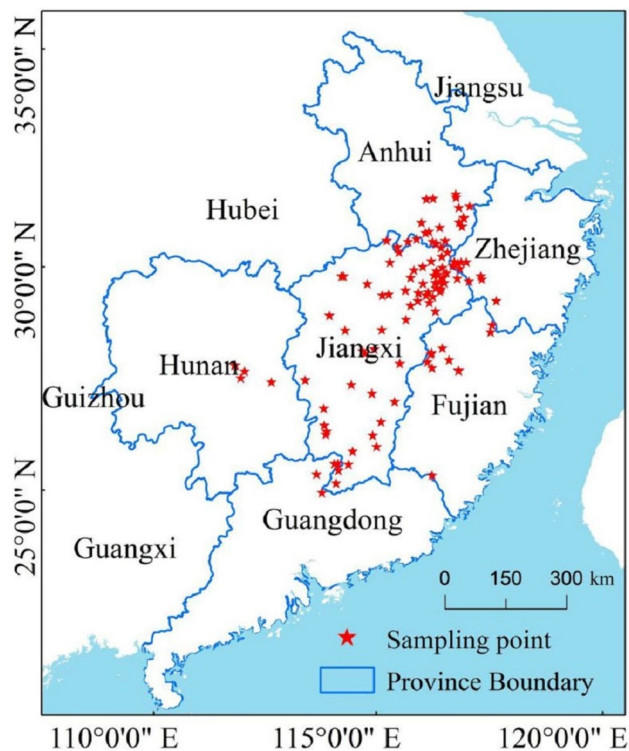 35°0'0" N
30°0'0" N
25°0'0" N
Jiangsu
Anhui
Hubei
Zhejiang
Jiangxi
Hunan
Guizhou
Fujian
Guangdong
Guangxi
0 150 300 km
Sampling point
Province Boundary
110°0'0" E 115°0'0" E 120°0'0" E